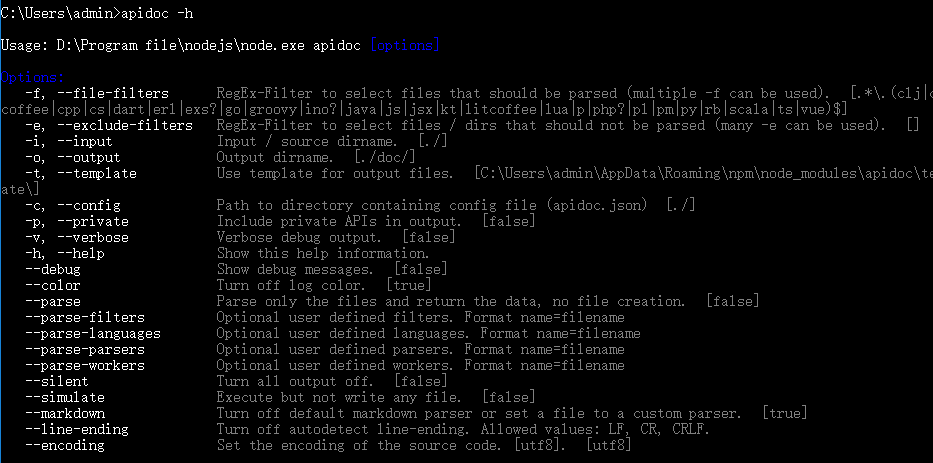 C:\Users\admin>apidoc -h
Usage: D:\Program file\nodejs\node.exe apidoc [options]
Options:
-f, --file-filters RegEx-Filter to select files that should be parsed (multiple -f can be used). [.*\.(clj|c
coffee|cpp|cs|dart|erl|exs?|go|groovy|ino?|java|js|jsx|kt|litcoffee|lua|p|php?|pl|pm|py|rb|scala|ts|vue)$]
-e, --exclude-filters RegEx-Filter to select files / dirs that should not be parsed (many -e can be used). []
-i, --input Input / source dirname. [./]
-o, --output Output dirname. [./doc/]
-t, --template Use template for output files. [C:\Users\admin\AppData\Roaming\npm\node_modules\apidoc\te
ate\]
-c, --config Path to directory containing config file (apidoc.json) [./]
-p, --private Include private APIs in output. [false]
-v, --verbose Verbose debug output. [false]
-h, --help Show this help information.
--debug Show debug messages. [false]
--color Turn off log color. [true]
--parse Parse only the files and return the data, no file creation. [false]
--parse-filters Optional user defined filters. Format name=filename
--parse-languages Optional user defined languages. Format name=filename
--parse-parsers Optional user defined parsers. Format name=filename
--parse-workers Optional user defined workers. Format name=filename
--silent Turn all output off. [false]
--simulate Execute but not write any file. [false]
--markdown Turn off default markdown parser or set a file to a custom parser. [true]
--line-ending Turn off autodetect line-ending. Allowed values: LF, CR, CRLF.
--encoding Set the encoding of the source code. [utf8]. [utf8]